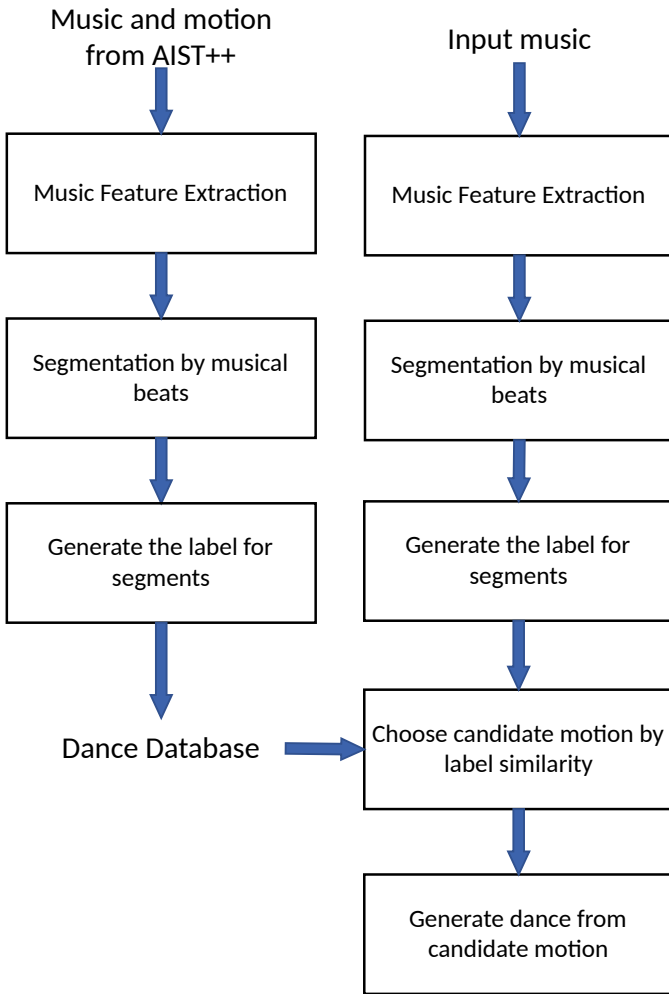 Music and motion
from AIST++
Music Feature Extraction
Segmentation by musical
beats
Generate the label for
segments
Dance Database
Input music
Music Feature Extraction
Segmentation by musical
beats
Generate the label for
segments
Choose candidate motion by
label similarity
Generate dance from
candidate motion